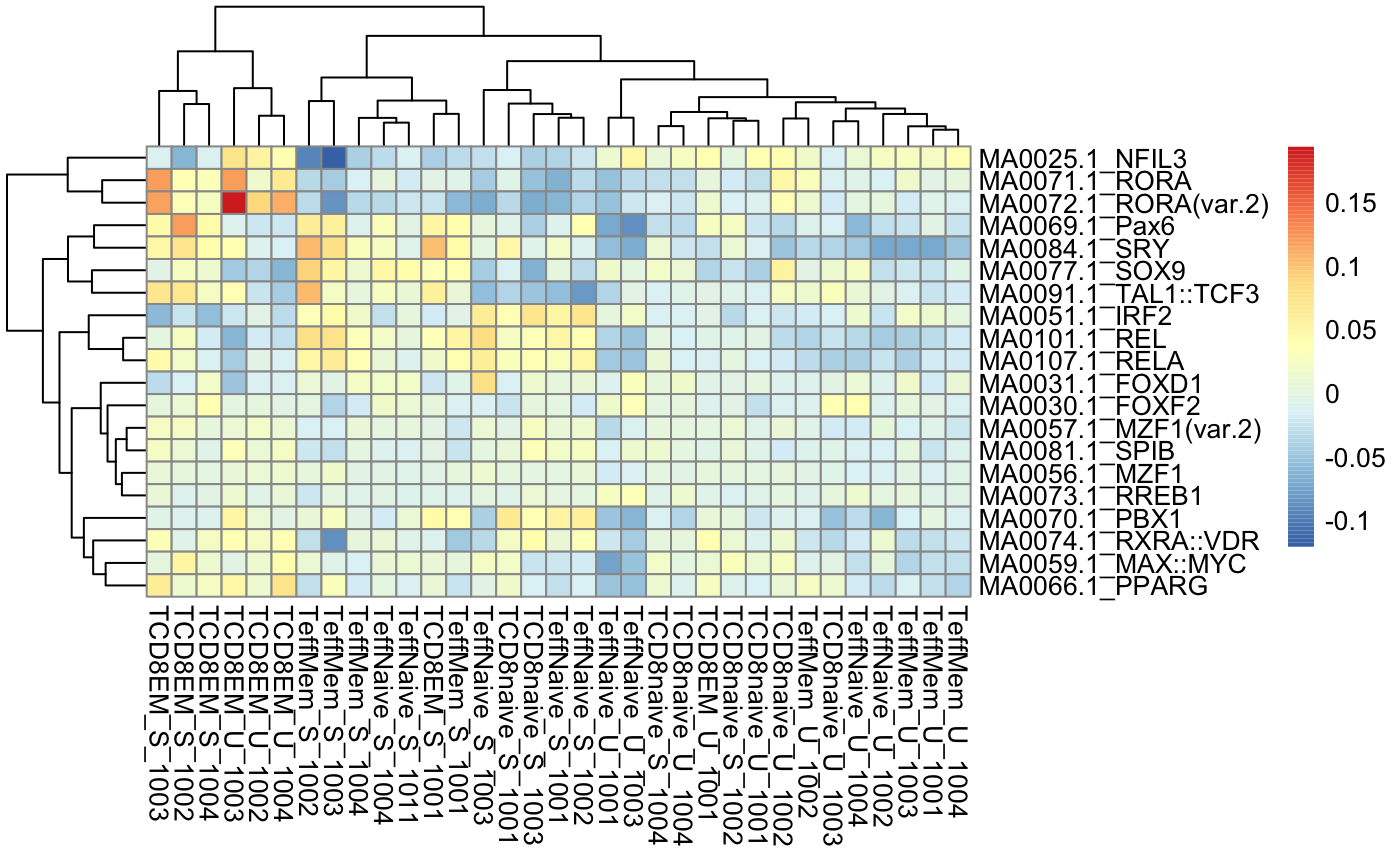 MA0025.1_NFIL3
MA0071.1_RORA
MA0072.1_RORA(var.2)
MA0069.1_Pax6
MA0084.1_SRY
MA0077.1_SOX9
MA0091.1_TAL1::TCF3
MA0051.1_IRF2
MA0101.1_REL
MA0107.1_RELA
MA0031.1_FOXD1
MA0030.1_FOXF2
MA0057.1_MZF1(var.2)
MA0081.1_SPIB
MA0056.1_MZF1
MA0073.1_RREB1
MA0070.1_PBX1
MA0074.1_RXRA::VDR
MA0059.1_MAX::MYC
MA0066.1_PPARG
0.15
0.1
0.05
0
-0.05
-0.1
TCD8EM_S_1003
TCD8EM_S_1002
TCD8EM_S_1004
TCD8EM_U_1003
TCD8EM_U_1002
TCD8EM_U_1004
TeffMem_S_1002
TeffMem_S_1003
TeffMem_S_1004
TeffNaive_S_1004
TeffNaive_S_1011
TCD8EM_S_1001
TeffMem_S_1001
TeffNaive_S_1003
TCD8naive_S_1001
TCD8naive_S_1003
TeffNaive_S_1001
TeffNaive_S_1002
TeffNaive_U_1001
TeffNaive_U_1003
TCD8naive_S_1004
TCD8naive_U_1004
TCD8EM_U_1001
TCD8naive_S_1002
TCD8naive_U_1001
TCD8naive_U_1002
TeffMem_U_1002
TCD8naive_U_1003
TeffNaive_U_1004
TeffNaive_U_1002
TeffMem_U_1003
TeffMem_U_1001
TeffMem_U_1004